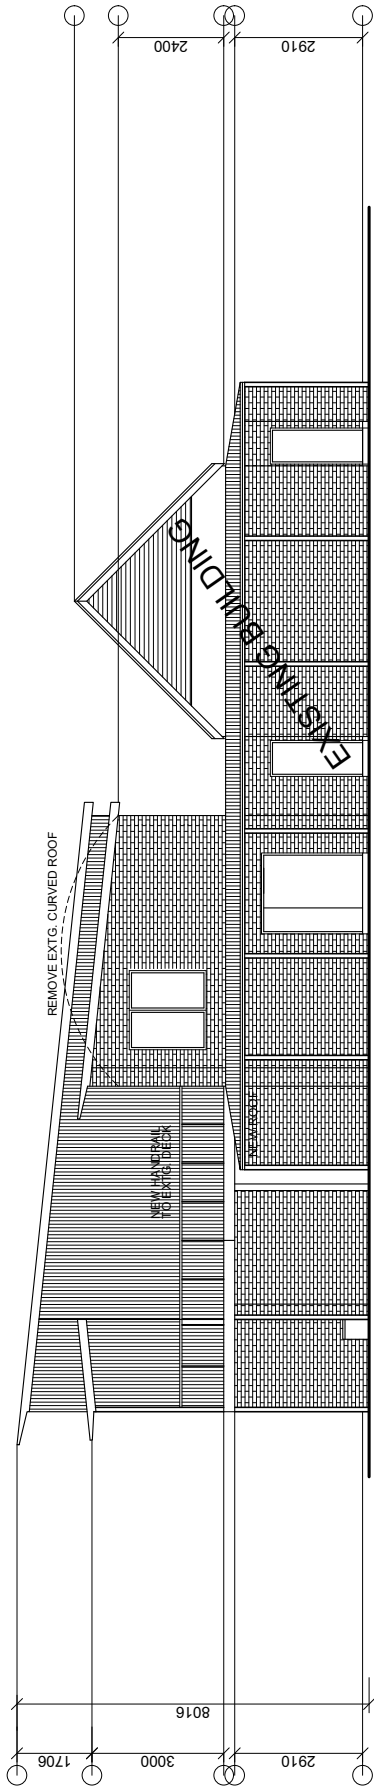 2400
2910
EXISTING BUILDING
REMOVE EXTG. CURVED ROOF
NEW HANDRAIL
TO EXTG. DECK
NEW ROOF
8016
1706
3000
2910